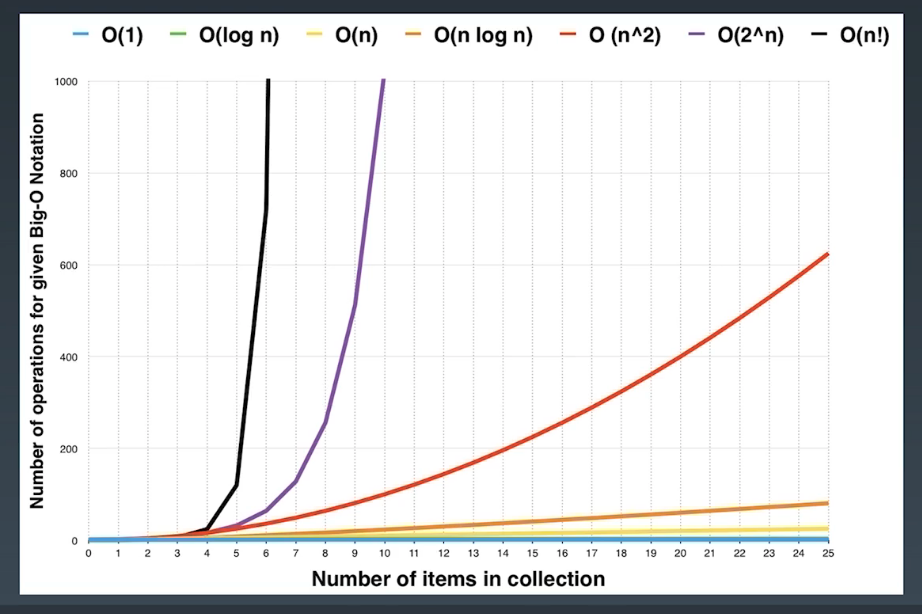 O(1) O(log n) O(n) O(n log n) O (n^2) O(2^n) O(n!)
Number of operations for given Big-O Notation
1000
800
600
400
200
0
0 1 2 3 4 5 6 7 8 9 10 11 12 13 14 15 16 17 18 19 20 21 22 23 24 25
Number of items in collection